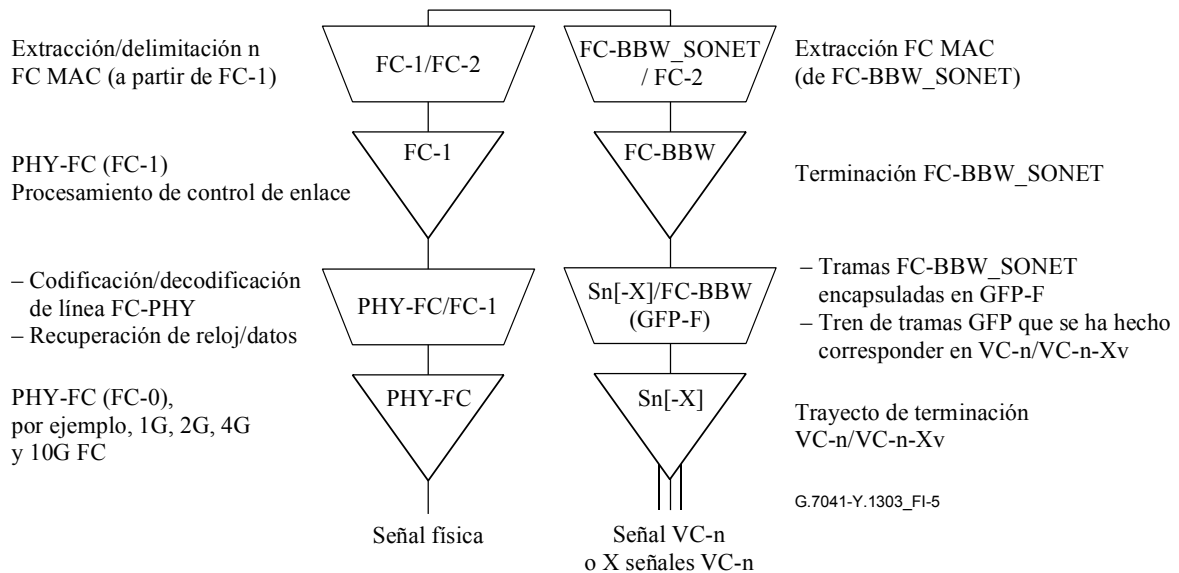 Extracción/delimitación n
FC MAC (a partir de FC-1)
FC-1/FC-2
FC-BBW_SONET
/ FC-2
Extracción FC MAC
(de FC-BBW_SONET)
PHY-FC (FC-1)
Procesamiento de control de enlace
FC-1
FC-BBW
Terminación FC-BBW_SONET
– Codificación/decodificación
de línea FC-PHY
– Recuperación de reloj/datos
PHY-FC/FC-1
Sn[-X]/FC-BBW
(GFP-F)
– Tramas FC-BBW_SONET
encapsuladas en GFP-F
– Tren de tramas GFP que se ha hecho
corresponder en VC-n/VC-n-Xv
PHY-FC (FC-0),
por ejemplo, 1G, 2G, 4G
y 10G FC
PHY-FC
Sn[-X]
Trayecto de terminación
VC-n/VC-n-Xv
G.7041-Y.1303_FI-5
Señal física
Señal VC-n
o X señales VC-n